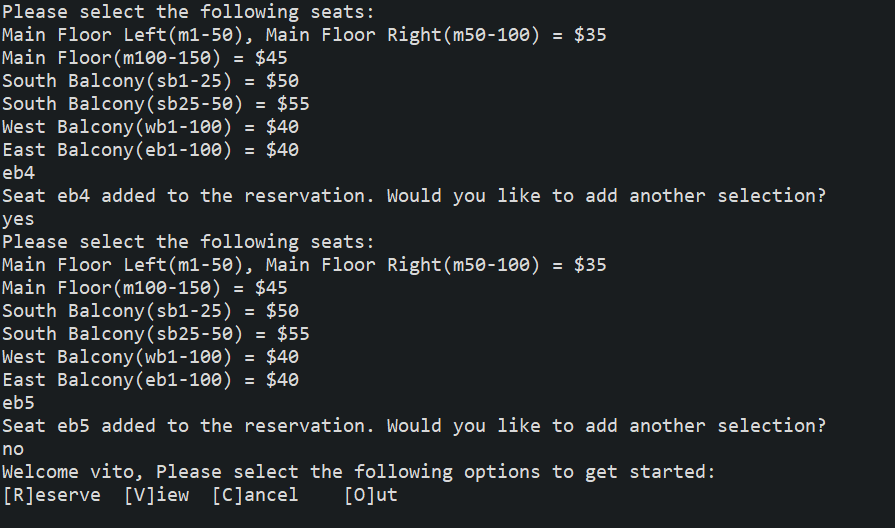 Please select the following seats:
Main Floor Left(m1-50), Main Floor Right(m50-100) = $35
Main Floor(m100-150) = $45
South Balcony(sb1-25) = $50
South Balcony(sb25-50) = $55
West Balcony(wb1-100) = $40
East Balcony(eb1-100) = $40
eb4
Seat eb4 added to the reservation. Would you like to add another selection?
yes
Please select the following seats:
Main Floor Left(m1-50), Main Floor Right(m50-100) = $35
Main Floor(m100-150) = $45
South Balcony(sb1-25) = $50
South Balcony(sb25-50) = $55
West Balcony(wb1-100) = $40
East Balcony(eb1-100) = $40
eb5
Seat eb5 added to the reservation. Would you like to add another selection?
no
Welcome vito, Please select the following options to get started:
[R]eserve  [V]iew  [C]ancel    [O]ut